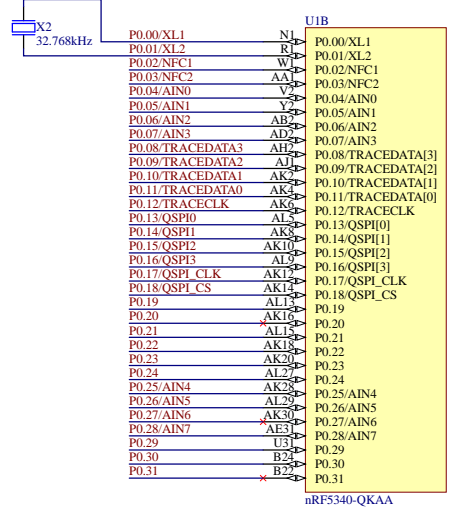 U1B
X2
32.768kHz
P0.00/XL1 N1 P0.00/XL1
P0.01/XL2 R1 P0.01/XL2
P0.02/NFC1 W1 P0.02/NFC1
P0.03/NFC2 AA1 P0.03/NFC2
P0.04/AIN0 V2 P0.04/AIN0
P0.05/AIN1 Y2 P0.05/AIN1
P0.06/AIN2 AB2 P0.06/AIN2
P0.07/AIN3 AD2 P0.07/AIN3
P0.08/TRACEDATA3 AH2 P0.08/TRACEDATA[3]
P0.09/TRACEDATA2 AJ1 P0.09/TRACEDATA[2]
P0.10/TRACEDATA1 AK2 P0.10/TRACEDATA[1]
P0.11/TRACEDATA0 AK4 P0.11/TRACEDATA[0]
P0.12/TRACECLK AK6 P0.12/TRACECLK
P0.13/QSPI0 AL5 P0.13/QSPI[0]
P0.14/QSPI1 AK8 P0.14/QSPI[1]
P0.15/QSPI2 AK10 P0.15/QSPI[2]
P0.16/QSPI3 AL9 P0.16/QSPI[3]
P0.17/QSPI_CLK AK12 P0.17/QSPI_CLK
P0.18/QSPI_CS AK14 P0.18/QSPI_CS
P0.19 AL13 P0.19
P0.20 AK16 P0.20
P0.21 AL15 P0.21
P0.22 AK18 P0.22
P0.23 AK20 P0.23
P0.24 AL27 P0.24
P0.25/AIN4 AK28 P0.25/AIN4
P0.26/AIN5 AL29 P0.26/AIN5
P0.27/AIN6 AK30 P0.27/AIN6
P0.28/AIN7 AE31 P0.28/AIN7
P0.29 U31 P0.29
P0.30 B24 P0.30
P0.31 B22 P0.31
nRF5340-QKAA